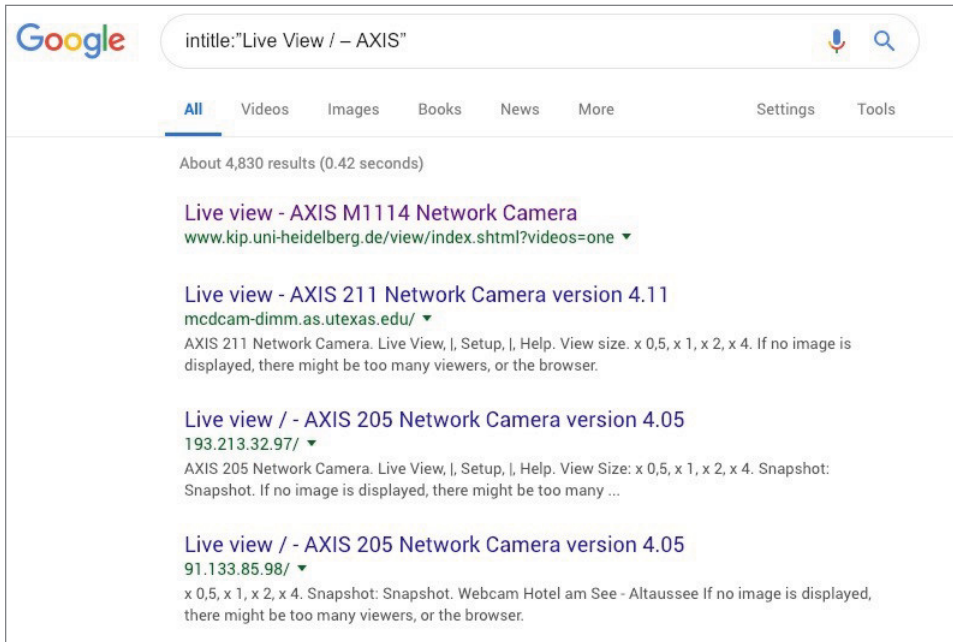 Google
intitle:”Live View / – AXIS”
All Videos Images Books News More Settings Tools
About 4,830 results (0.42 seconds)
Live view - AXIS M1114 Network Camera
www.kip.uni-heidelberg.de/view/index.shtml?videos=one
Live view - AXIS 211 Network Camera version 4.11
mcdcam-dimm.as.utexas.edu/
AXIS 211 Network Camera. Live View, |, Setup, |, Help. View size. x 0,5, x 1, x 2, x 4. If no image is
displayed, there might be too many viewers, or the browser.
Live view / - AXIS 205 Network Camera version 4.05
193.213.32.97/
AXIS 205 Network Camera. Live View, |, Setup, |, Help. View Size: x 0,5, x 1, x 2, x 4. Snapshot:
Snapshot. If no image is displayed, there might be too many ...
Live view / - AXIS 205 Network Camera version 4.05
91.133.85.98/
x 0,5, x 1, x 2, x 4. Snapshot: Snapshot. Webcam Hotel am See - Altaussee If no image is displayed,
there might be too many viewers, or the browser.